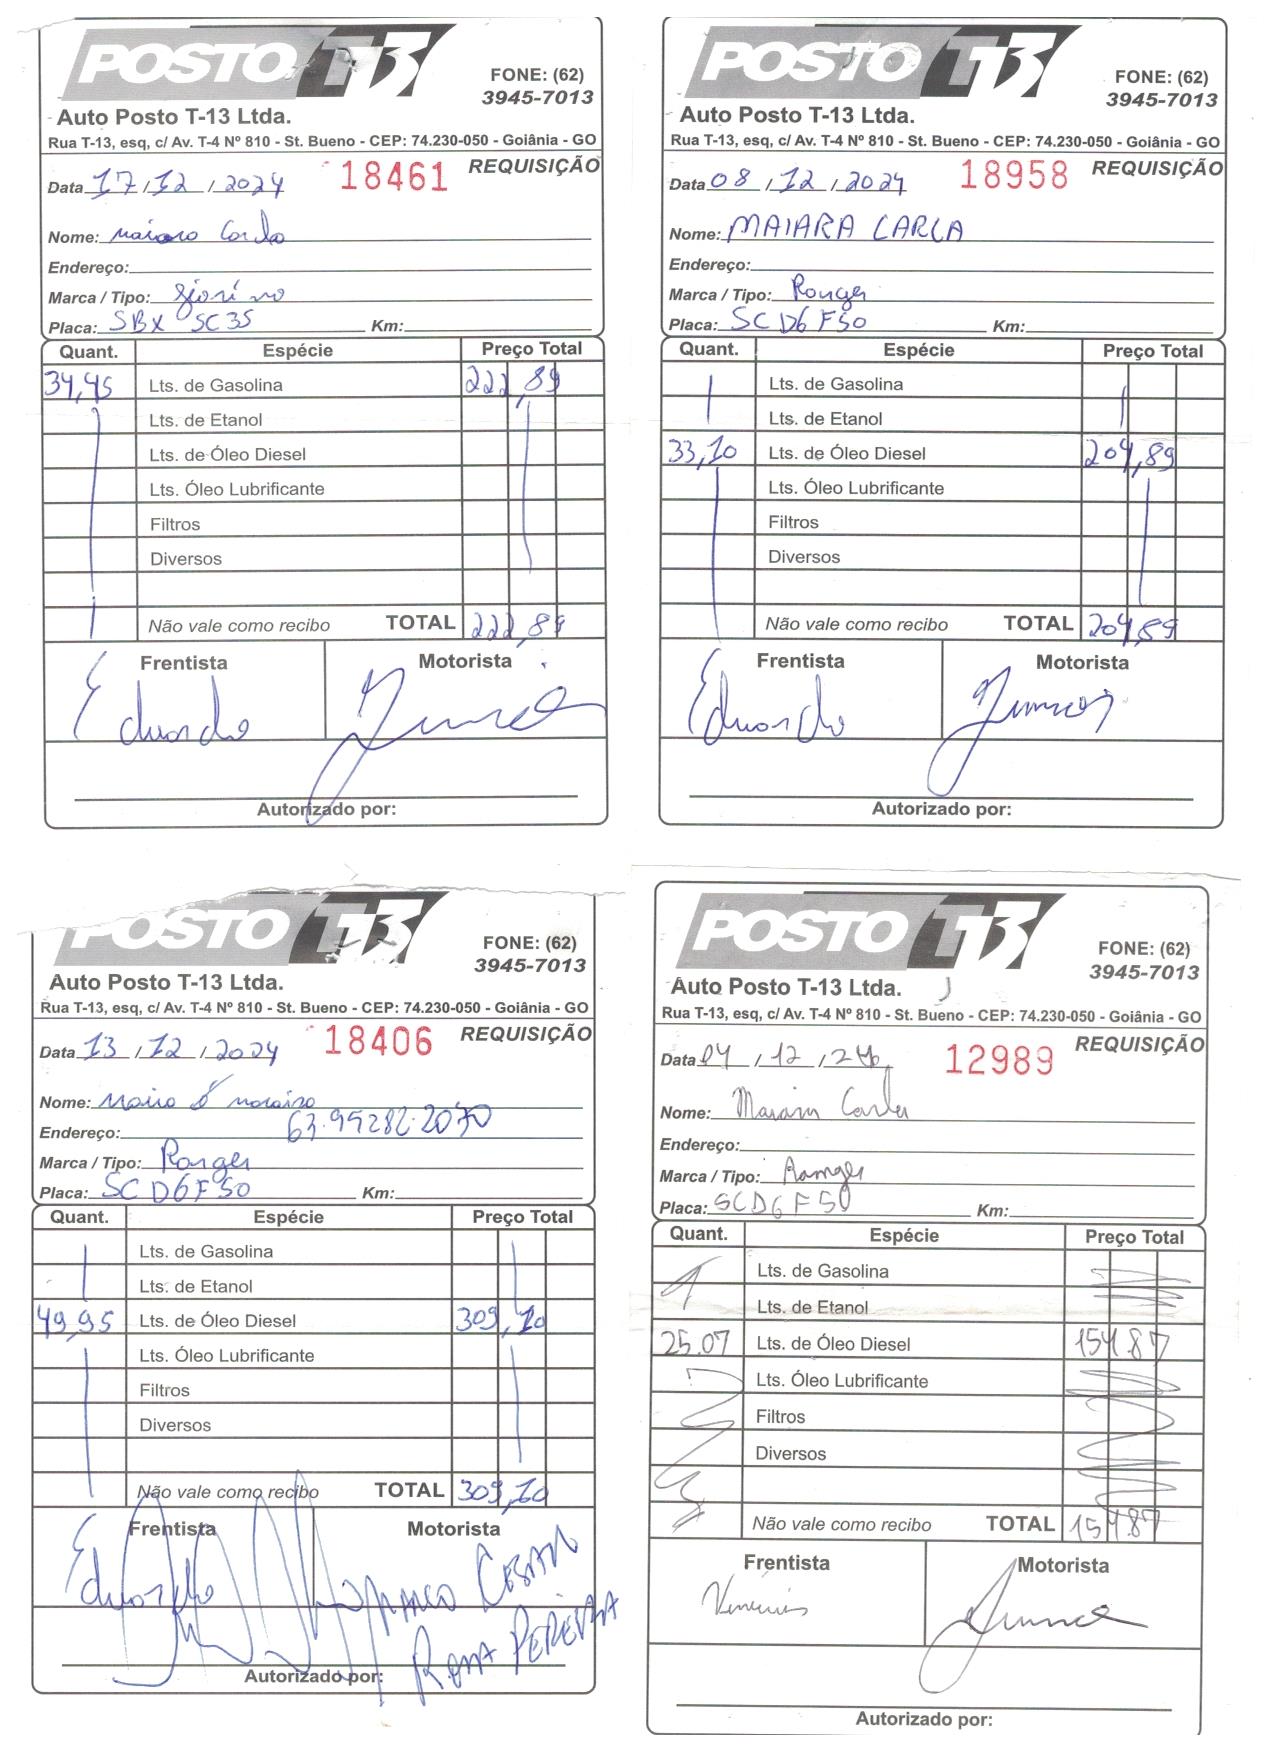 POSTO T-13
FONE: (62)
3945-7013
Auto Posto T-13 Ltda.
Rua T-13, esq, c/ Av. T-4 Nº 810 - St. Bueno - CEP: 74.230-050 - Goiânia - GO
Data 17 / 12 / 2024 18461 REQUISIÇÃO
Nome: Maiara Carla
Endereço:
Marca / Tipo: Fiorino
Placa: SBX 5C35 Km:
Quant. Espécie Preço Total
34,45 Lts. de Gasolina 222,89
Lts. de Etanol
Lts. de Óleo Diesel
Lts. Óleo Lubrificante
Filtros
Diversos
Não vale como recibo TOTAL 222,89
Frentista Motorista
Eduardo Junior
Autorizado por:
POSTO T-13
FONE: (62)
3945-7013
Auto Posto T-13 Ltda.
Rua T-13, esq, c/ Av. T-4 Nº 810 - St. Bueno - CEP: 74.230-050 - Goiânia - GO
Data 08 / 12 / 2024 18958 REQUISIÇÃO
Nome: MAIARA CARLA
Endereço:
Marca / Tipo: Ranger
Placa: SCD6F50 Km:
Quant. Espécie Preço Total
Lts. de Gasolina
Lts. de Etanol
33,10 Lts. de Óleo Diesel 204,89
Lts. Óleo Lubrificante
Filtros
Diversos
Não vale como recibo TOTAL 204,89
Frentista Motorista
Eduardo Junior
Autorizado por:
POSTO T-13
FONE: (62)
3945-7013
Auto Posto T-13 Ltda.
Rua T-13, esq, c/ Av. T-4 Nº 810 - St. Bueno - CEP: 74.230-050 - Goiânia - GO
Data 13 / 12 / 2024 18406 REQUISIÇÃO
Nome:
Endereço: 63.99282.2070
Marca / Tipo: Ranger
Placa: SCD6F50 Km:
Quant. Espécie Preço Total
Lts. de Gasolina
Lts. de Etanol
49,95 Lts. de Óleo Diesel 309,10
Lts. Óleo Lubrificante
Filtros
Diversos
Não vale como recibo TOTAL 309,10
Frentista Motorista
Eduardo MARCO CESAR
PEREIRA
Autorizado por:
POSTO T-13
FONE: (62)
3945-7013
Auto Posto T-13 Ltda.
Rua T-13, esq, c/ Av. T-4 Nº 810 - St. Bueno - CEP: 74.230-050 - Goiânia - GO
Data 04 / 12 / 24 12989 REQUISIÇÃO
Nome: Maiara Carla
Endereço:
Marca / Tipo: Ranger
Placa: SCD6F50 Km:
Quant. Espécie Preço Total
Lts. de Gasolina
Lts. de Etanol
25.07 Lts. de Óleo Diesel 154.87
Lts. Óleo Lubrificante
Filtros
Diversos
Não vale como recibo TOTAL 154.87
Frentista Motorista
Vinicius Junior
Autorizado por: